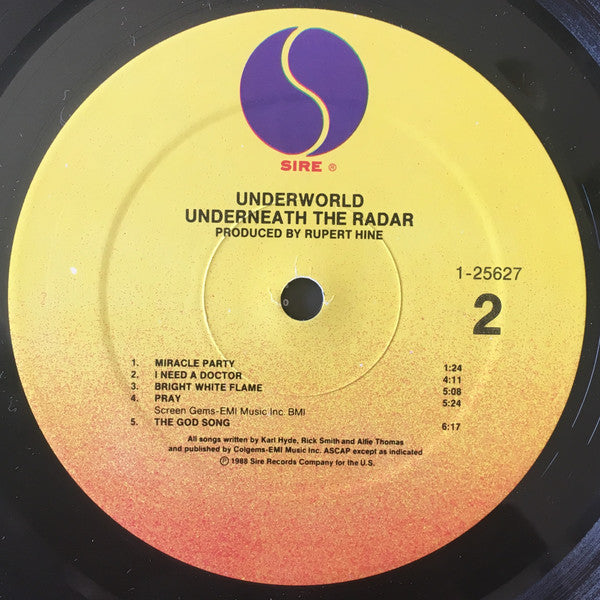 SIRE ®
UNDERWORLD
UNDERNEATH THE RADAR
PRODUCED BY RUPERT HINE
1-25627
2
1. MIRACLE PARTY 1:24
2. I NEED A DOCTOR 4:11
3. BRIGHT WHITE FLAME 5:08
4. PRAY 5:24
Screen Gems-EMI Music Inc. BMI
5. THE GOD SONG 6:17
All songs written by Karl Hyde, Rick Smith and Alfie Thomas
and published by Colgems-EMI Music Inc. ASCAP except as indicated
℗ 1988 Sire Records Company for the U.S.